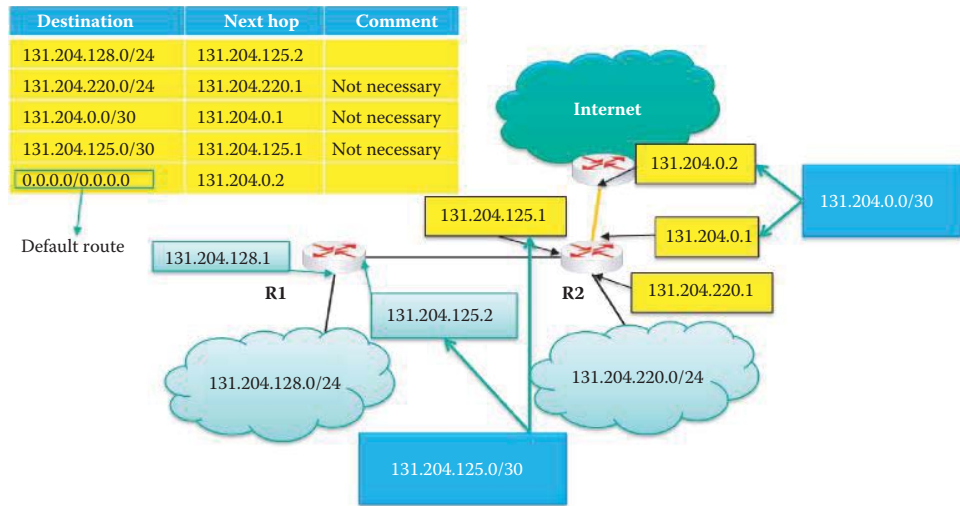 Destination Next hop Comment
131.204.128.0/24 131.204.125.2
131.204.220.0/24 131.204.220.1 Not necessary
131.204.0.0/30 131.204.0.1 Not necessary
131.204.125.0/30 131.204.125.1 Not necessary
0.0.0.0/0.0.0.0 131.204.0.2
Default route
Internet
131.204.0.2
131.204.0.0/30
131.204.125.1
131.204.0.1
131.204.128.1
R1
R2
131.204.220.1
131.204.125.2
131.204.128.0/24
131.204.220.0/24
131.204.125.0/30